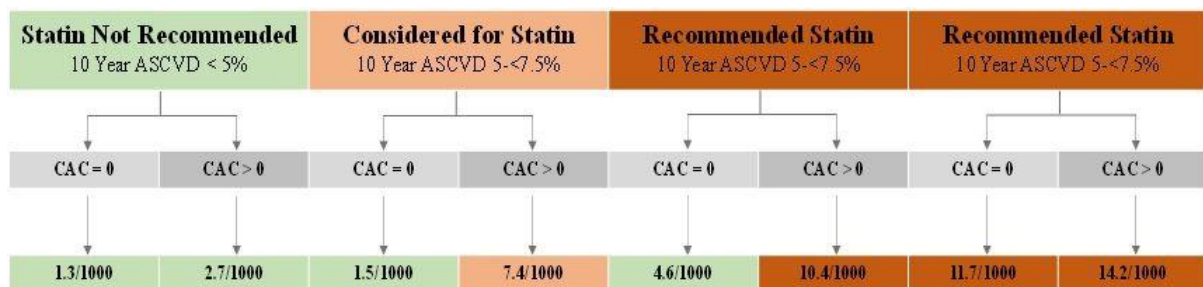 Statin Not Recommended
10 Year ASCVD < 5%
Considered for Statin
10 Year ASCVD 5-<7.5%
Recommended Statin
10 Year ASCVD 5-<7.5%
Recommended Statin
10 Year ASCVD 5-<7.5%
CAC = 0 CAC > 0 CAC = 0 CAC > 0 CAC = 0 CAC > 0 CAC = 0 CAC > 0
1.3/1000 2.7/1000 1.5/1000 7.4/1000 4.6/1000 10.4/1000 11.7/1000 14.2/1000